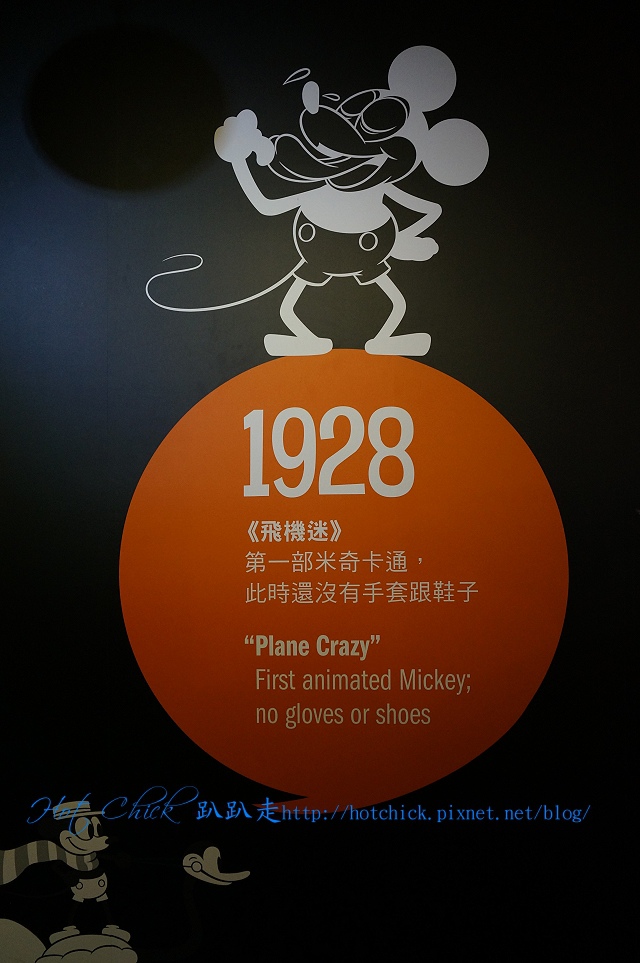 1928
《飛機迷》
第一部米奇卡通，
此時還沒有手套跟鞋子
“Plane Crazy”
First animated Mickey;
no gloves or shoes
Hot Chick 趴趴走http://hotchick.pixnet.net/blog/